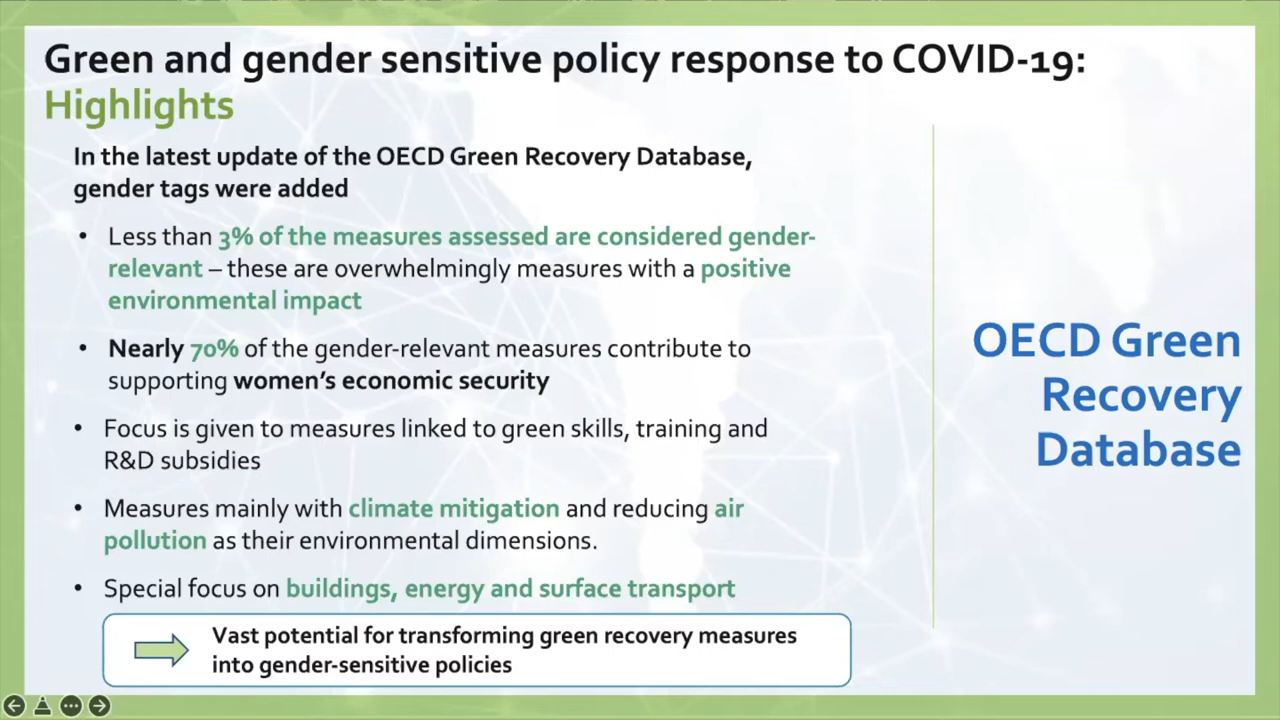 Green and gender sensitive policy response to COVID-19:
Highlights
In the latest update of the OECD Green Recovery Database,
gender tags were added
• Less than 3% of the measures assessed are considered gender-
relevant – these are overwhelmingly measures with a positive
environmental impact
• Nearly 70% of the gender-relevant measures contribute to
supporting women's economic security
• Focus is given to measures linked to green skills, training and
R&D subsidies
• Measures mainly with climate mitigation and reducing air
pollution as their environmental dimensions.
• Special focus on buildings, energy and surface transport
Vast potential for transforming green recovery measures
into gender-sensitive policies
OECD Green
Recovery
Database